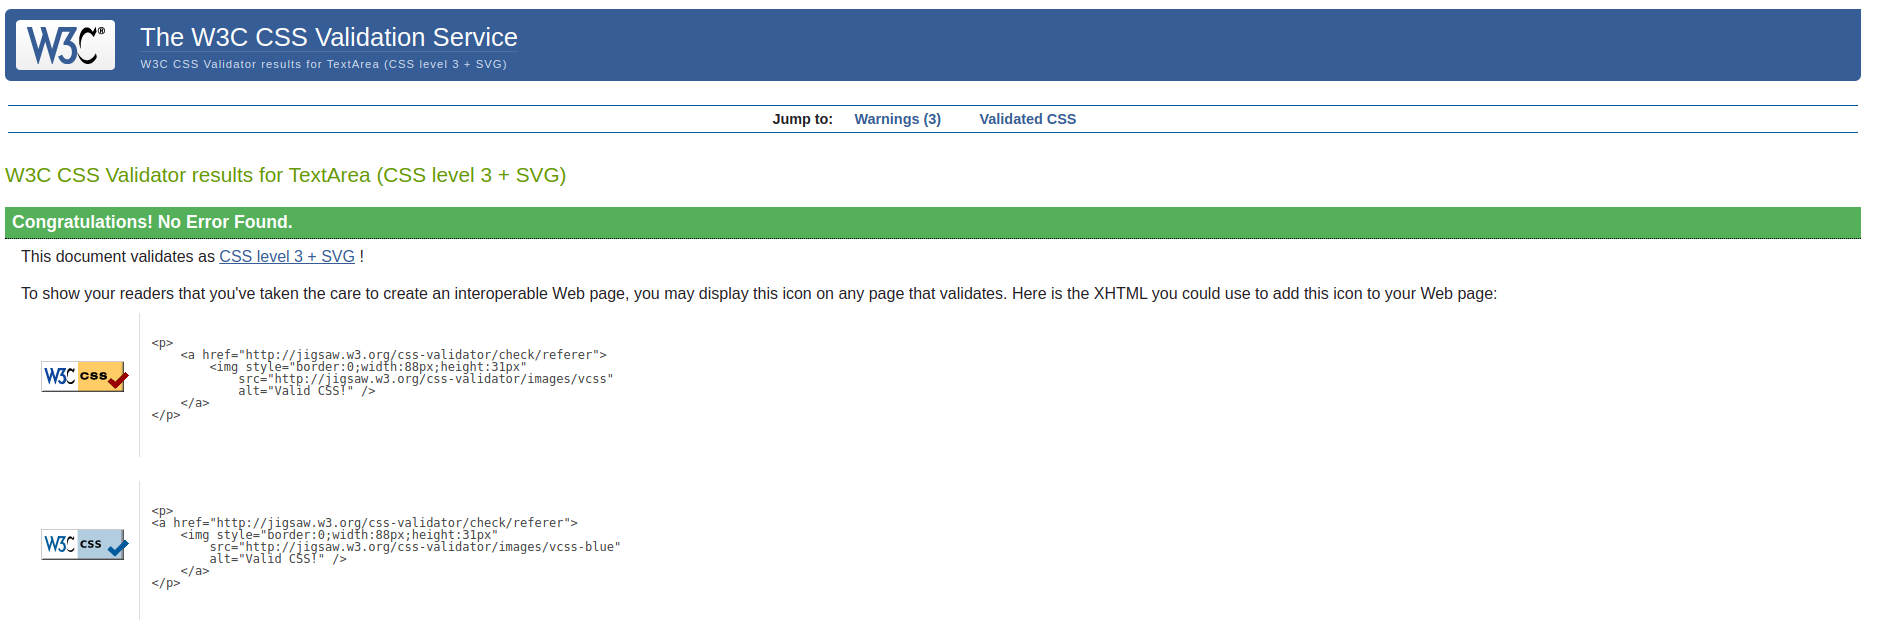 W3C®
The W3C CSS Validation Service
W3C CSS Validator results for TextArea (CSS level 3 + SVG)
Jump to: Warnings (3) Validated CSS
W3C CSS Validator results for TextArea (CSS level 3 + SVG)
Congratulations! No Error Found.
This document validates as CSS level 3 + SVG !
To show your readers that you've taken the care to create an interoperable Web page, you may display this icon on any page that validates. Here is the XHTML you could use to add this icon to your Web page:
W3C css
<p>
    <a href="http://jigsaw.w3.org/css-validator/check/referer">
        <img style="border:0;width:88px;height:31px"
            src="http://jigsaw.w3.org/css-validator/images/vcss"
            alt="Valid CSS!" />
    </a>
</p>
W3C css
<p>
<a href="http://jigsaw.w3.org/css-validator/check/referer">
    <img style="border:0;width:88px;height:31px"
        src="http://jigsaw.w3.org/css-validator/images/vcss-blue"
        alt="Valid CSS!" />
    </a>
</p>